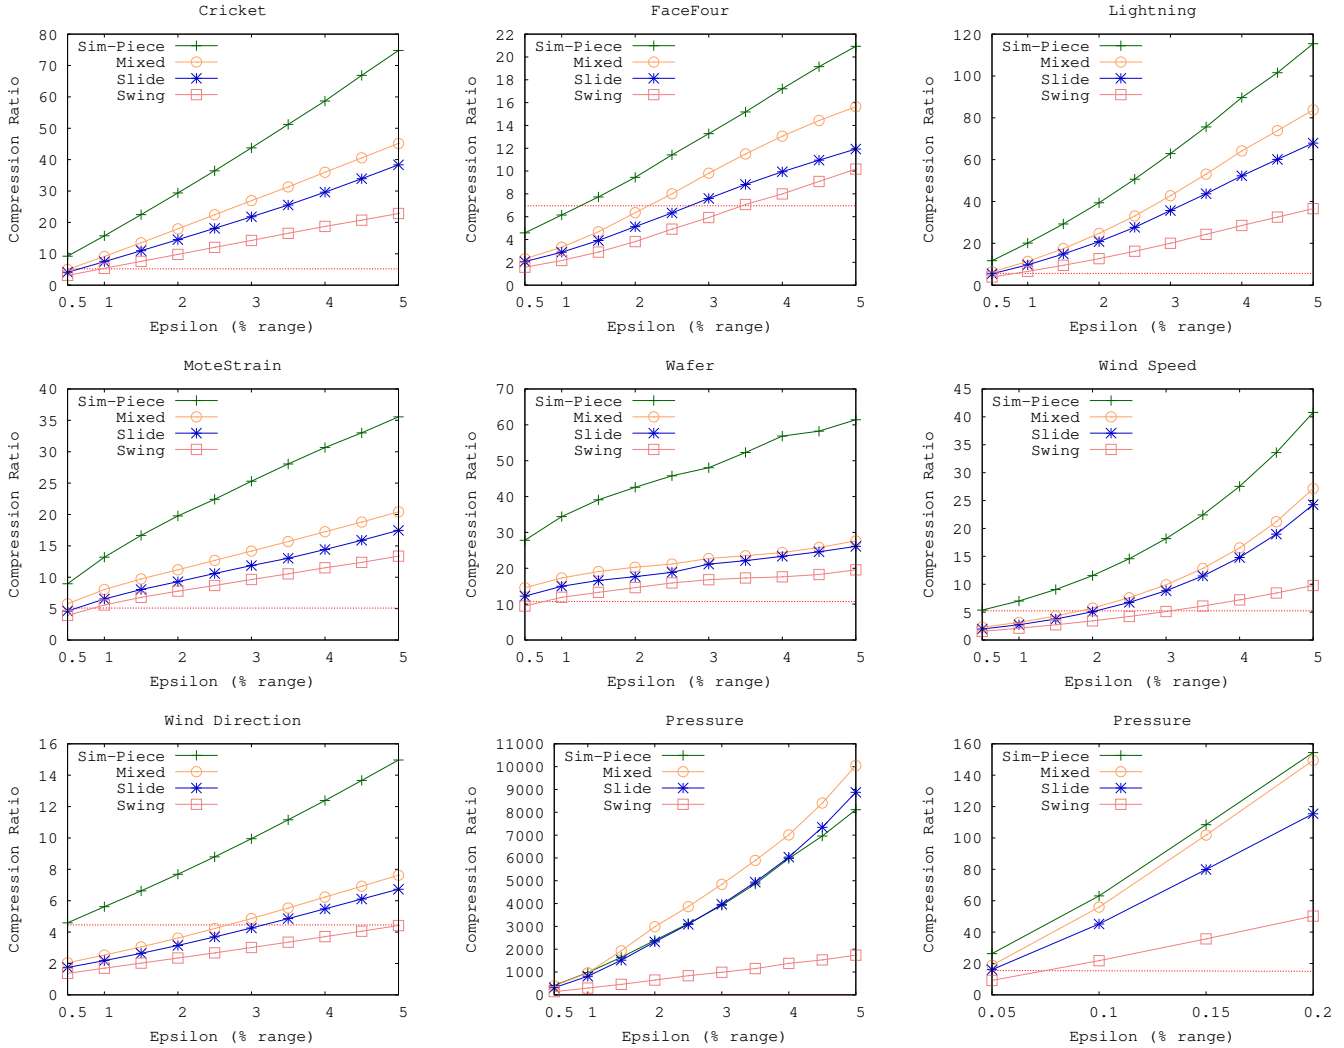 Cricket
Compression Ratio
80
70
60
50
40
30
20
10
0
Sim-Piece
Mixed
Slide
Swing
0.5 1 2 3 4 5
Epsilon (% range)
FaceFour
Compression Ratio
22
20
18
16
14
12
10
8
6
4
2
0
Sim-Piece
Mixed
Slide
Swing
0.5 1 2 3 4 5
Epsilon (% range)
Lightning
Compression Ratio
120
100
80
60
40
20
0
Sim-Piece
Mixed
Slide
Swing
0.5 1 2 3 4 5
Epsilon (% range)
MoteStrain
Compression Ratio
40
35
30
25
20
15
10
5
0
Sim-Piece
Mixed
Slide
Swing
0.5 1 2 3 4 5
Epsilon (% range)
Wafer
Compression Ratio
70
60
50
40
30
20
10
0
Sim-Piece
Mixed
Slide
Swing
0.5 1 2 3 4 5
Epsilon (% range)
Wind Speed
Compression Ratio
45
40
35
30
25
20
15
10
5
0
Sim-Piece
Mixed
Slide
Swing
0.5 1 2 3 4 5
Epsilon (% range)
Wind Direction
Compression Ratio
16
14
12
10
8
6
4
2
0
Sim-Piece
Mixed
Slide
Swing
0.5 1 2 3 4 5
Epsilon (% range)
Pressure
Compression Ratio
11000
10000
9000
8000
7000
6000
5000
4000
3000
2000
1000
0
Sim-Piece
Mixed
Slide
Swing
0.5 1 2 3 4 5
Epsilon (% range)
Pressure
Compression Ratio
160
140
120
100
80
60
40
20
0
Sim-Piece
Mixed
Slide
Swing
0.05 0.1 0.15 0.2
Epsilon (% range)